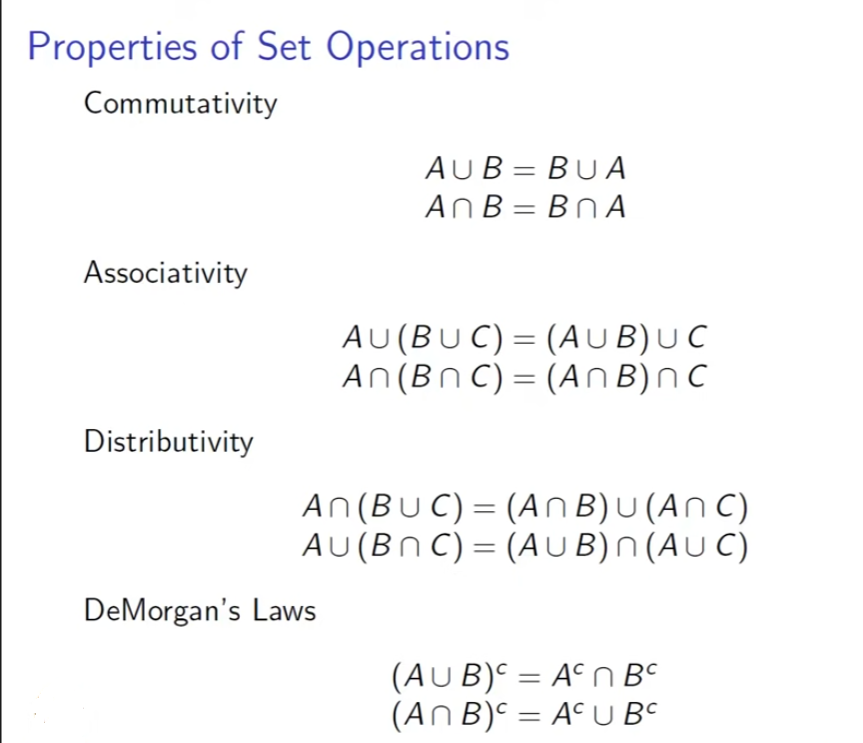 Properties of Set Operations
Commutativity
A ∪ B = B ∪ A
A ∩ B = B ∩ A
Associativity
A ∪ (B ∪ C) = (A ∪ B) ∪ C
A ∩ (B ∩ C) = (A ∩ B) ∩ C
Distributivity
A ∩ (B ∪ C) = (A ∩ B) ∪ (A ∩ C)
A ∪ (B ∩ C) = (A ∪ B) ∩ (A ∪ C)
DeMorgan's Laws
(A ∪ B)ᶜ = Aᶜ ∩ Bᶜ
(A ∩ B)ᶜ = Aᶜ ∪ Bᶜ